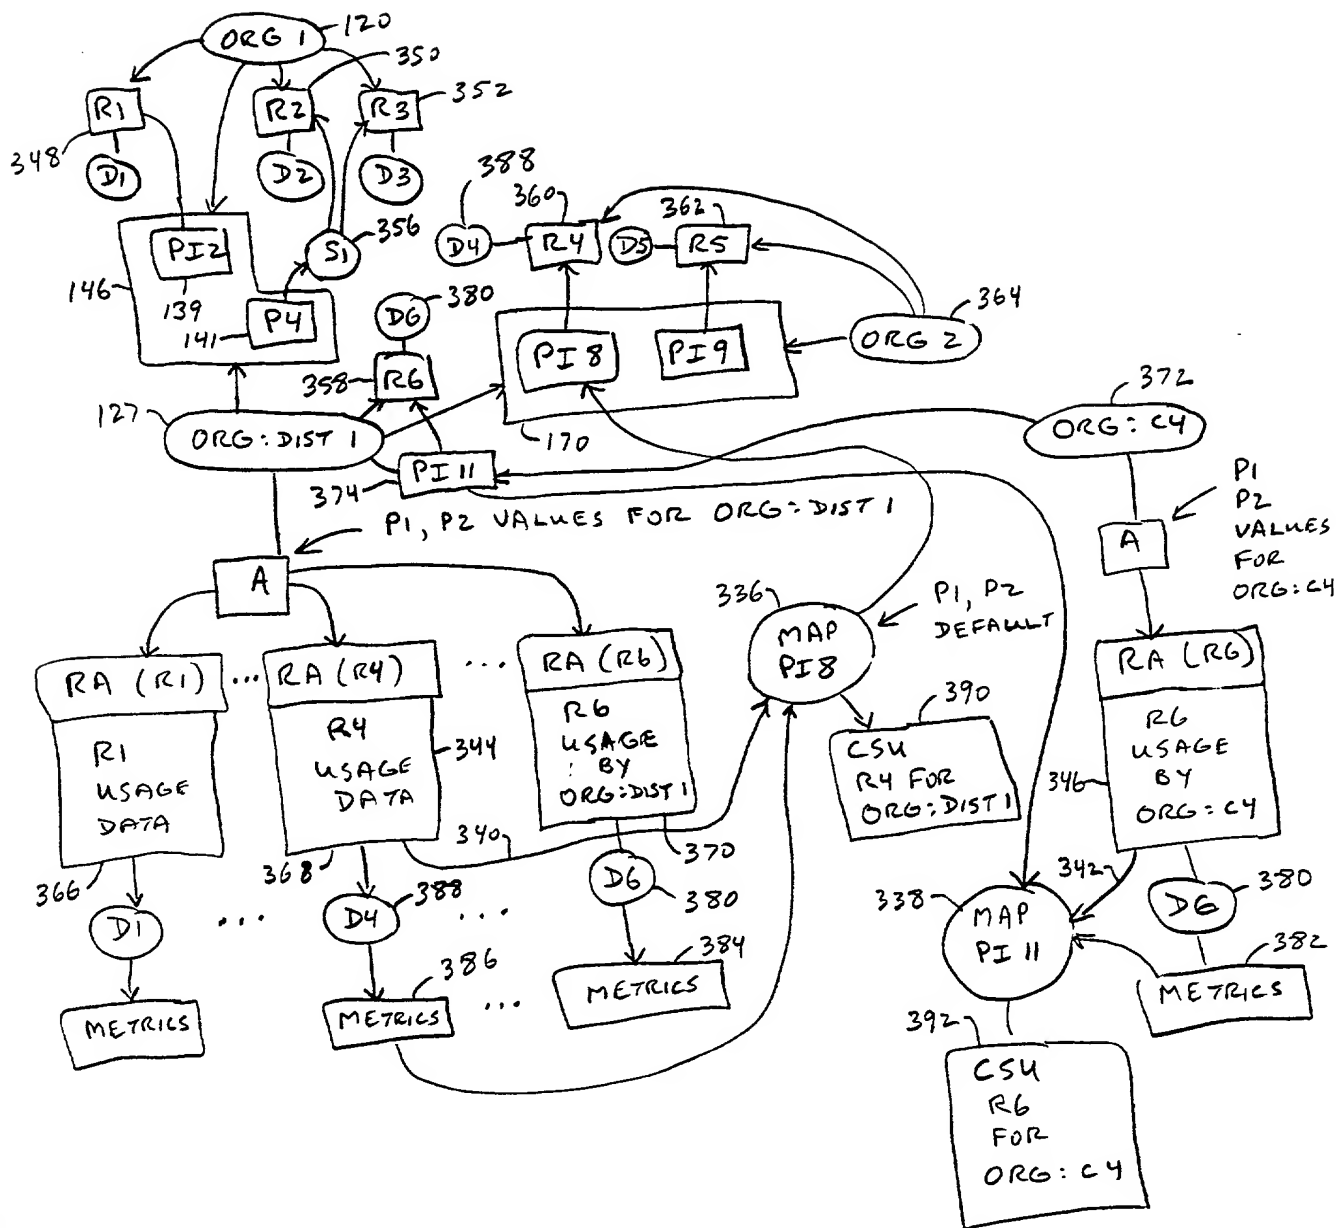 ORG 1
120
350
352
R1
R2
R3
348
D1
D2
D3
388
360
362
D4
R4
D5
R5
PI2
S1
356
146
139
141
P4
380
D6
364
ORG 2
PI8
PI9
358
R6
127
ORG:DIST 1
170
372
ORG:C4
374
PI 11
P1, P2 VALUES FOR ORG:DIST 1
P1
P2
VALUES
FOR
ORG:C4
A
A
336
MAP
PI8
P1, P2
DEFAULT
RA (R1)
...
RA (R4)
...
RA (R6)
RA (R6)
R1
USAGE
DATA
R4
USAGE
DATA
344
R6
USAGE
BY
ORG:DIST 1
390
CSU
R4 FOR
ORG:DIST 1
R6
USAGE
BY
ORG:C4
346
340
366
368
370
342
D1
...
D4
388
...
D6
380
338
MAP
PI 11
D6
380
METRICS
METRICS
386
...
METRICS
384
METRICS
382
392
CSU
R6
FOR
ORG:C4